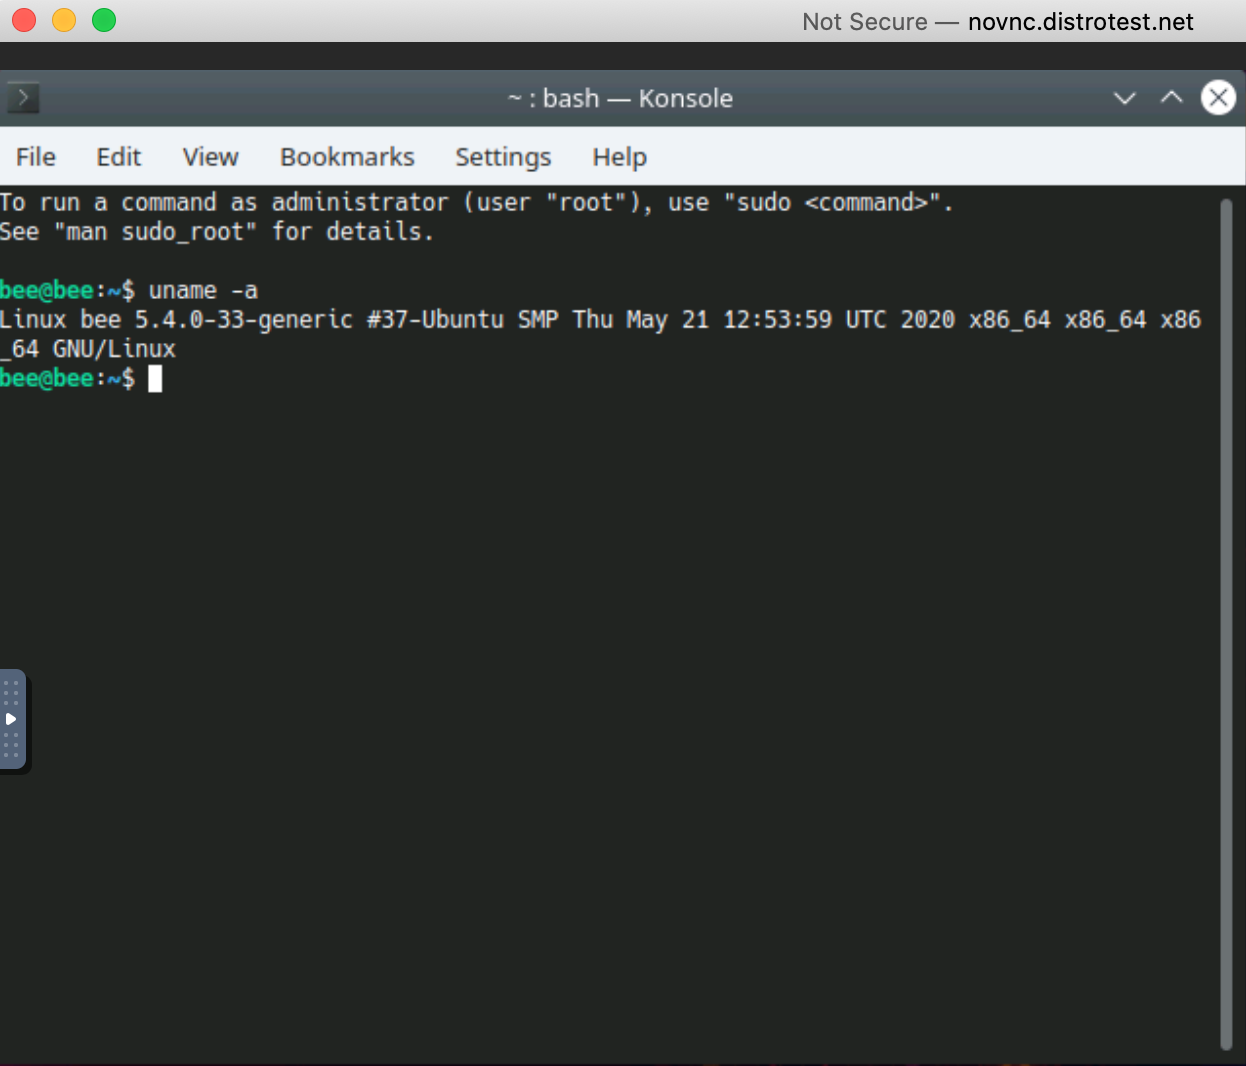 Not Secure — novnc.distrotest.net
~ : bash — Konsole
File Edit View Bookmarks Settings Help
To run a command as administrator (user "root"), use "sudo <command>".
See "man sudo_root" for details.
bee@bee:~$ uname -a
Linux bee 5.4.0-33-generic #37-Ubuntu SMP Thu May 21 12:53:59 UTC 2020 x86_64 x86_64 x86
_64 GNU/Linux
bee@bee:~$